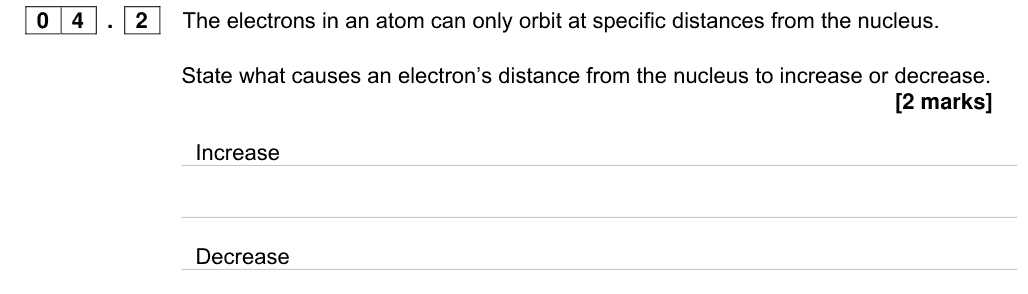 0 4 . 2 The electrons in an atom can only orbit at specific distances from the nucleus.
State what causes an electron’s distance from the nucleus to increase or decrease.
[2 marks]
Increase
Decrease